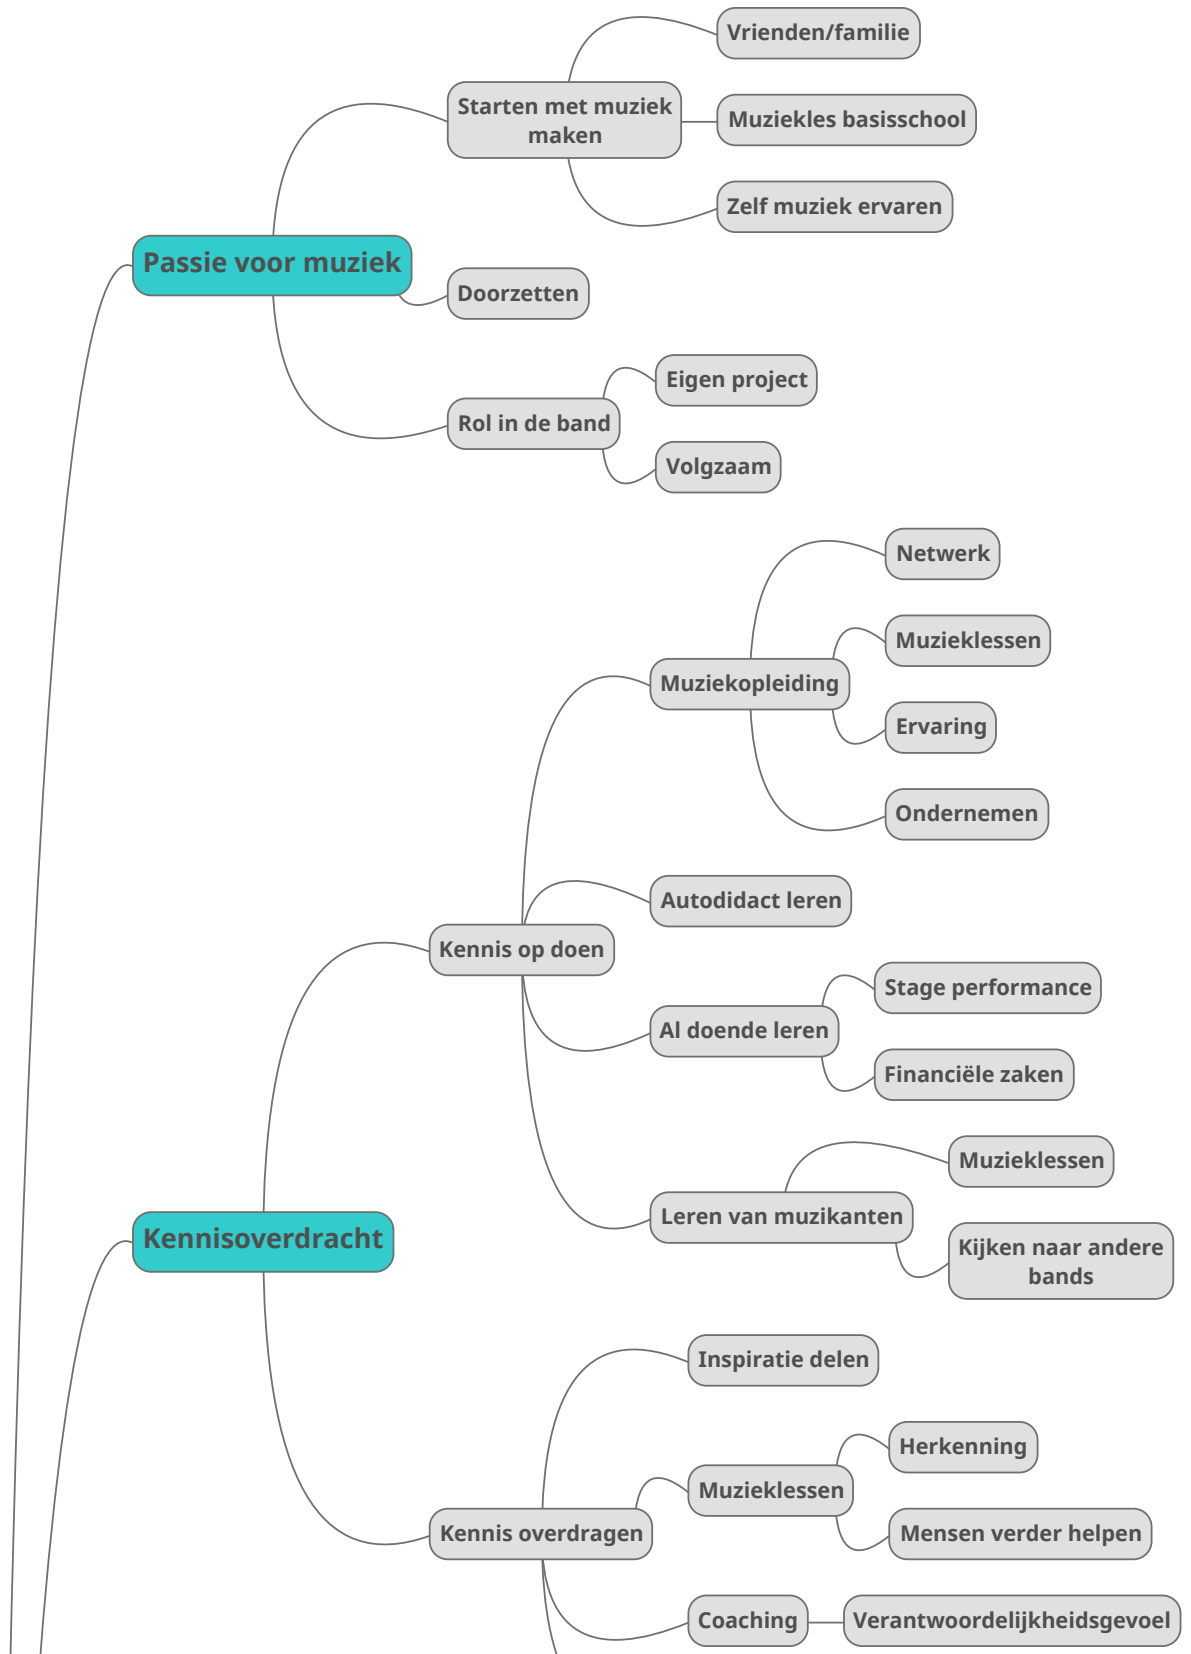 Vrienden/familie
Starten met muziek
maken
Muziekles basisschool
Zelf muziek ervaren
Passie voor muziek
Doorzetten
Eigen project
Rol in de band
Volgzaam
Netwerk
Muzieklessen
Muziekopleiding
Ervaring
Ondernemen
Autodidact leren
Kennis op doen
Stage performance
Al doende leren
Financiële zaken
Muzieklessen
Leren van muzikanten
Kijken naar andere
bands
Kennisoverdracht
Inspiratie delen
Herkenning
Muzieklessen
Mensen verder helpen
Kennis overdragen
Coaching
Verantwoordelijkheidsgevoel